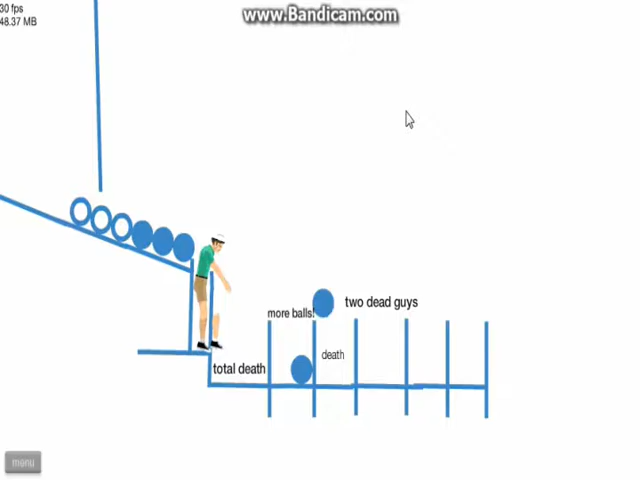 30 fps
48.37 MB
www.Bandicam.com
two dead guys
more balls!
death
total death
menu